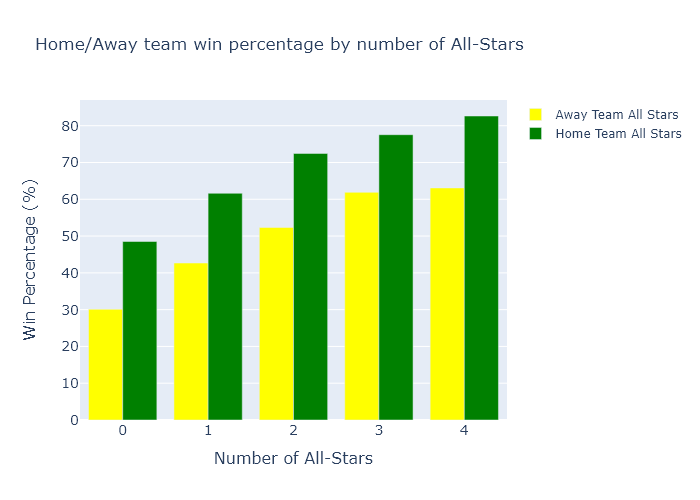 Home/Away team win percentage by number of All-Stars
Away Team All Stars
Home Team All Stars
Win Percentage (%)
80
70
60
50
40
30
20
10
0
0 1 2 3 4
Number of All-Stars